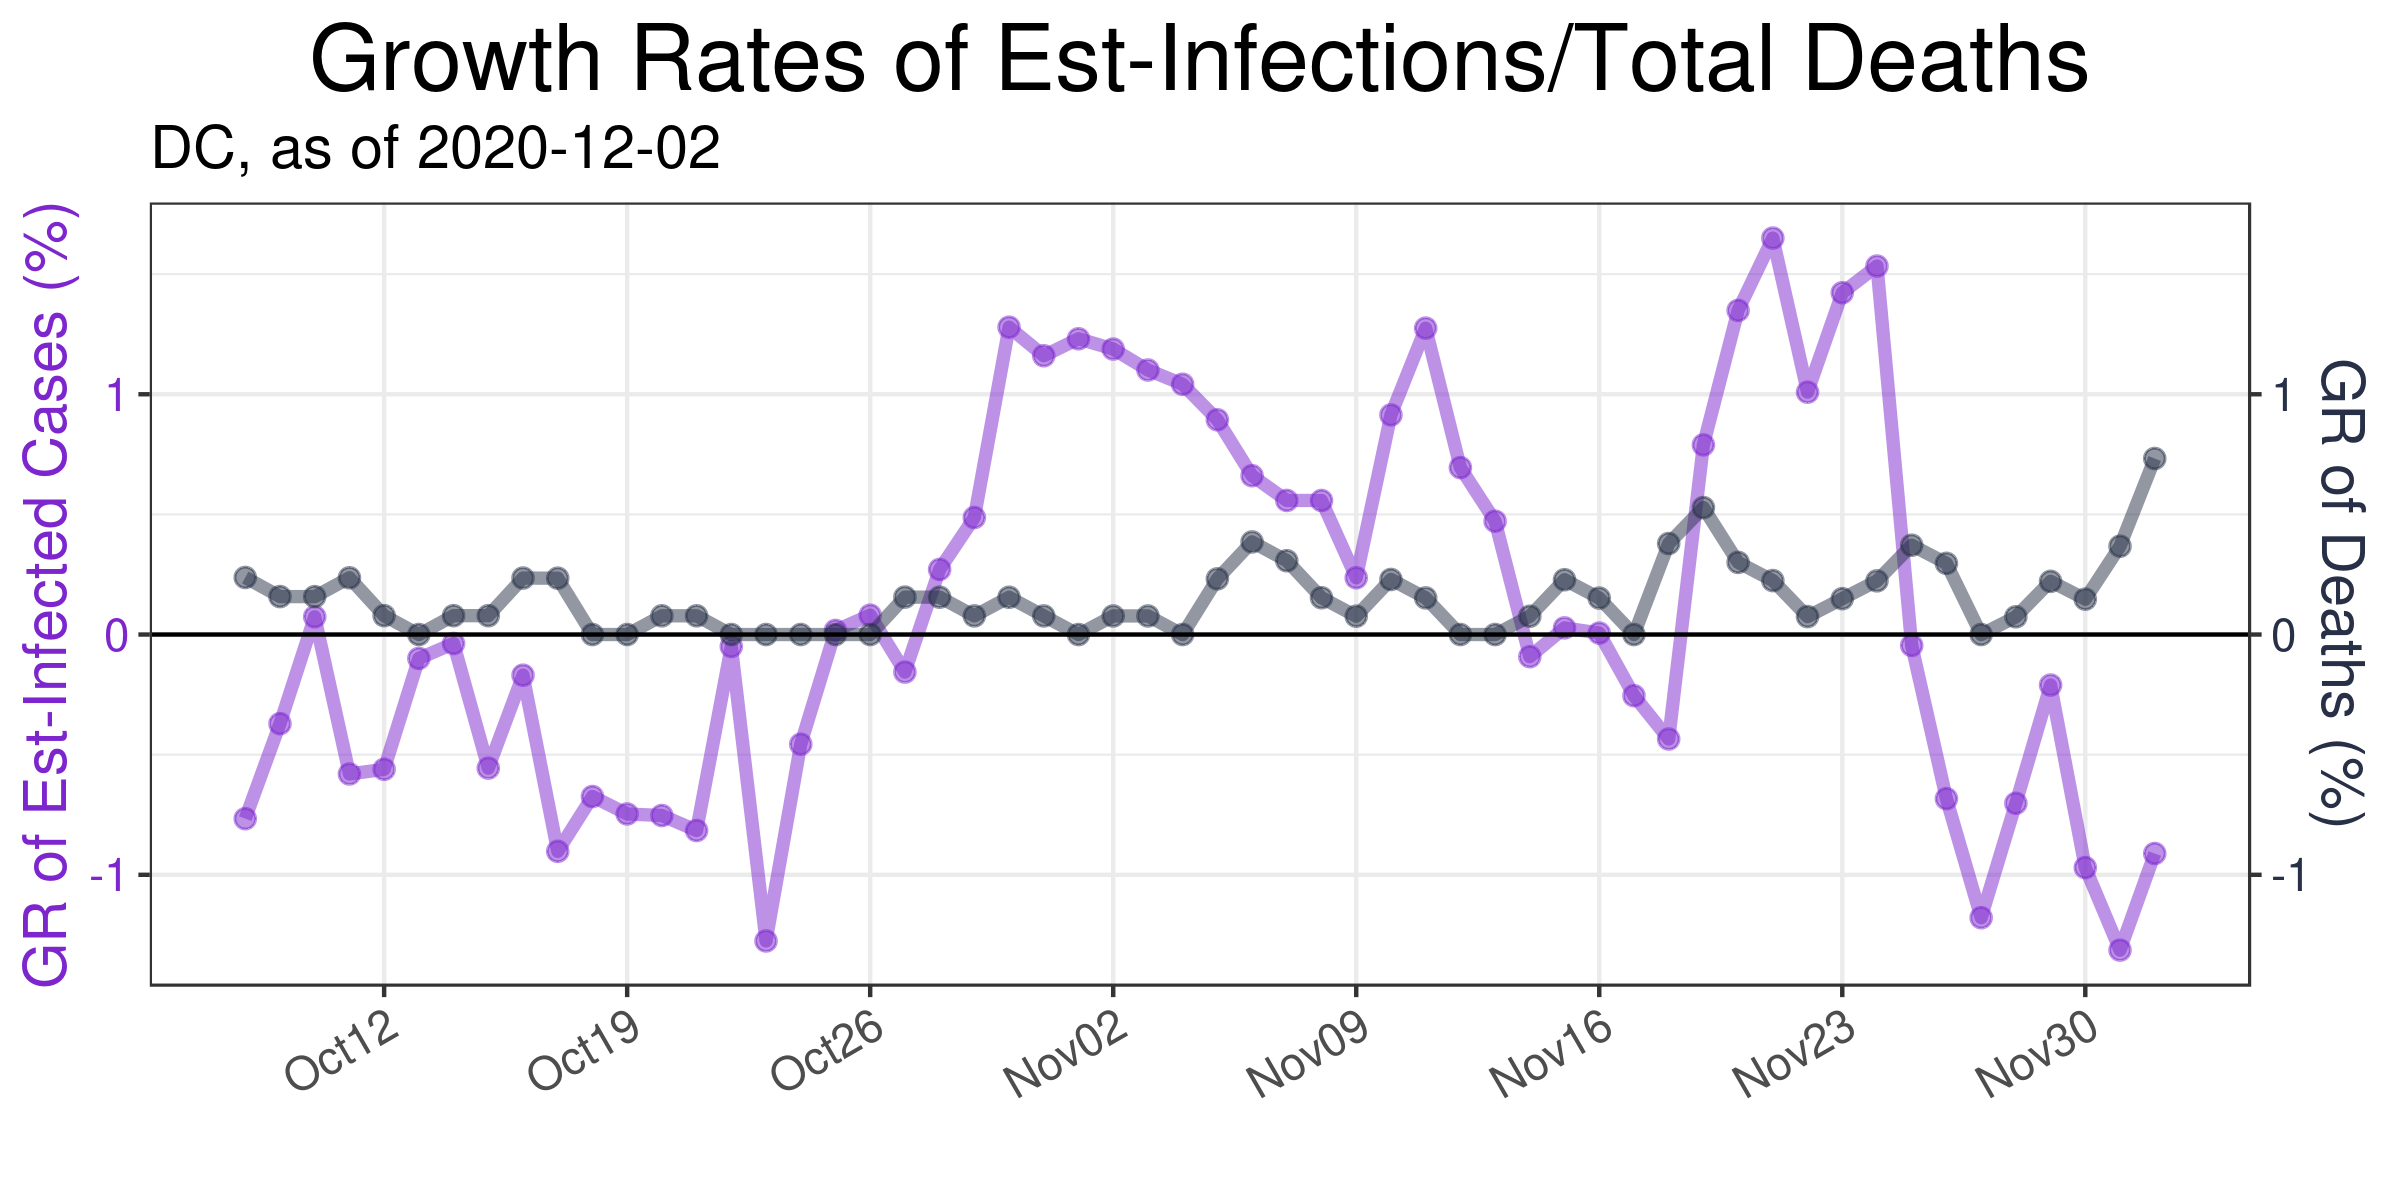 Growth Rates of Est-Infections/Total Deaths
DC, as of 2020-12-02
GR of Est-Infected Cases (%)
1
0
-1
1
0
-1
GR of Deaths (%)
Oct12
Oct19
Oct26
Nov02
Nov09
Nov16
Nov23
Nov30